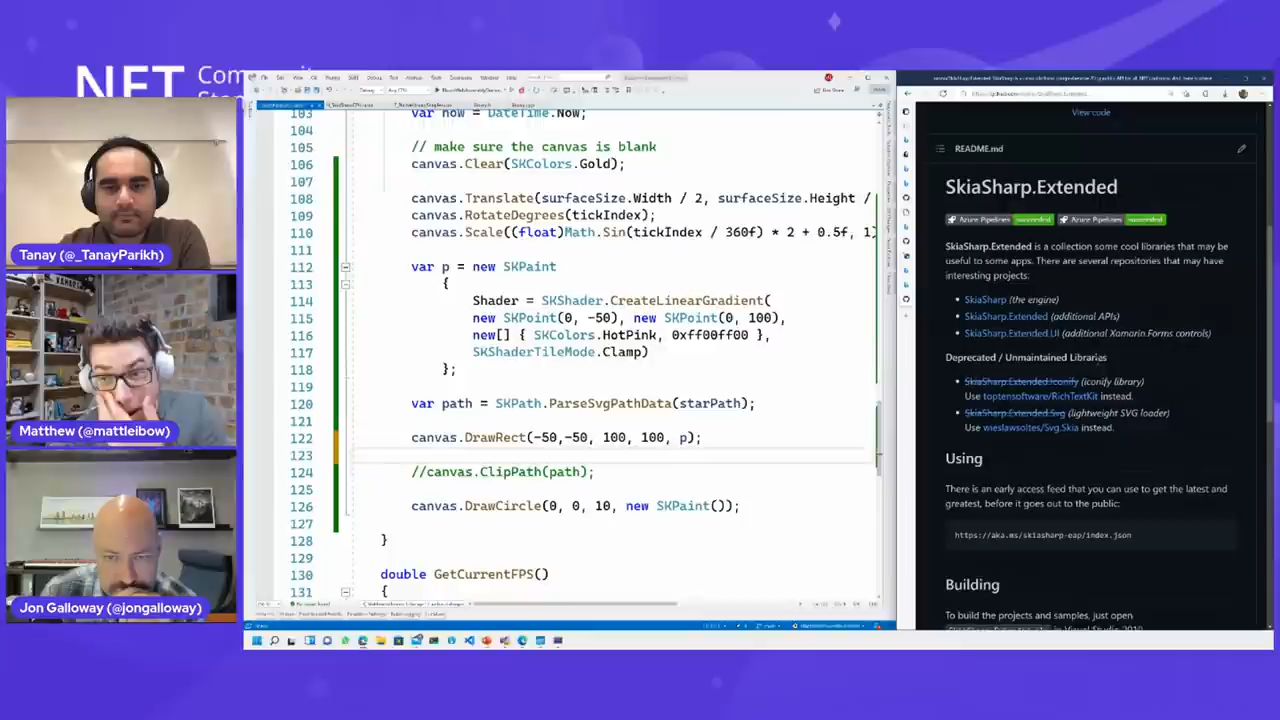 .NET
Tanay (@_TanayParikh)
Matthew (@mattleibow)
Jon Galloway (@jongalloway)
103 var now = DateTime.Now;
104
105 // make sure the canvas is blank
106 canvas.Clear(SKColors.Gold);
107
108 canvas.Translate(surfaceSize.Width / 2, surfaceSize.Height /
109 canvas.RotateDegrees(tickIndex);
110 canvas.Scale((float)Math.Sin(tickIndex / 360f) * 2 + 0.5f, 1)
111
112 var p = new SKPaint
113 {
114 Shader = SKShader.CreateLinearGradient(
115 new SKPoint(0, -50), new SKPoint(0, 100),
116 new[] { SKColors.HotPink, 0xff00ff00 },
117 SKShaderTileMode.Clamp)
118 };
119
120 var path = SKPath.ParseSvgPathData(starPath);
121
122 canvas.DrawRect(-50,-50, 100, 100, p);
123
124 //canvas.ClipPath(path);
125
126 canvas.DrawCircle(0, 0, 10, new SKPaint());
127
128 }
129
130 double GetCurrentFPS()
131 {
View code
README.md
SkiaSharp.Extended
Azure Pipelines succeeded Azure Pipelines succeeded
SkiaSharp.Extended is a collection some cool libraries that may be
useful to some apps. There are several repositories that may have
interesting projects:
• SkiaSharp (the engine)
• SkiaSharp.Extended (additional APIs)
• SkiaSharp.Extended.UI (additional Xamarin.Forms controls)
Deprecated / Unmaintained Libraries
• SkiaSharp.Extended.Iconify (iconify library)
Use toptensoftware/RichTextKit instead.
• SkiaSharp.Extended.Svg (lightweight SVG loader)
Use wieslawsoltes/Svg.Skia instead.
Using
There is an early access feed that you can use to get the latest and
greatest, before it goes out to the public:
https://aka.ms/skiasharp-eap/index.json
Building
To build the projects and samples, just open